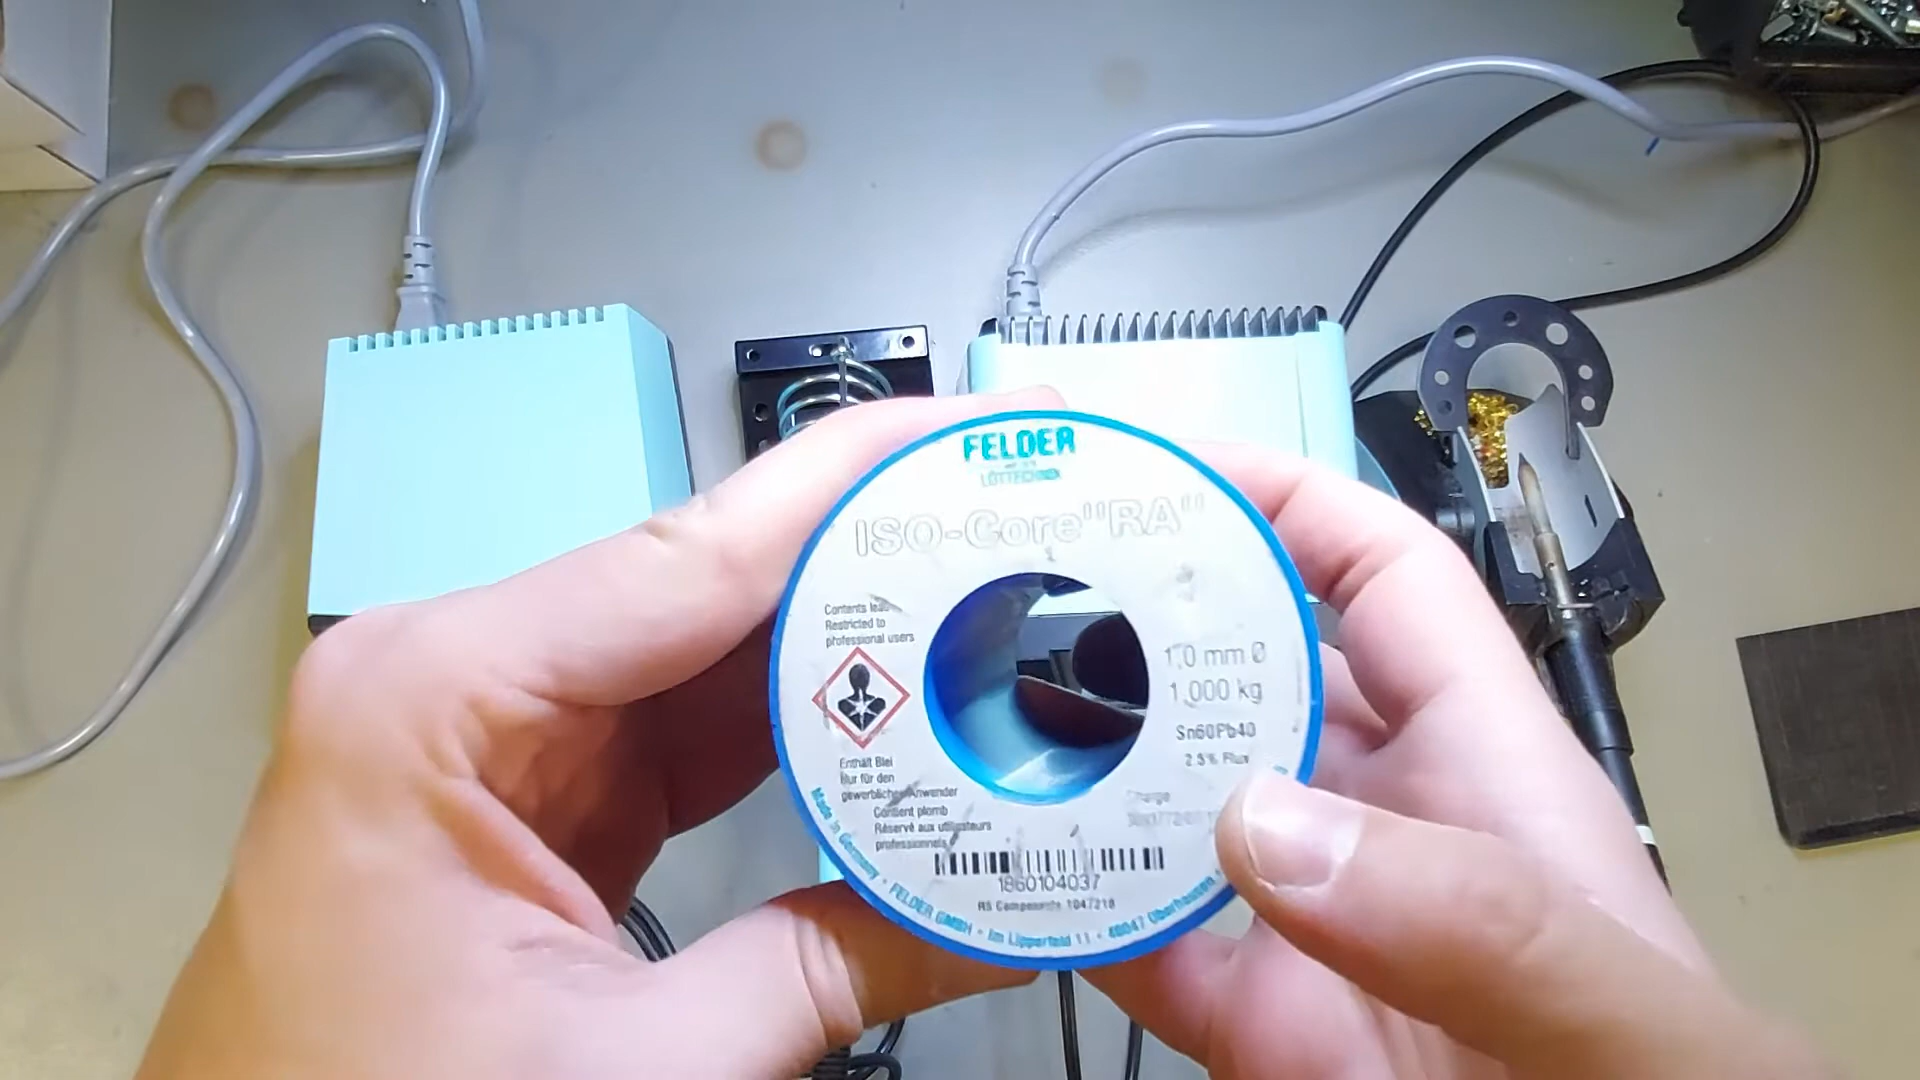 FELDER
LÖTTECHNIK
ISO-Core"RA"
Contents lead
Restricted to
professional users
1,0 mm Ø
1,000 kg
Sn60Pb40
2.5% Flux
Enthält Blei
Nur für den
gewerblichen Anwender
Contient plomb
Réservé aux utilisateurs
professionnels
Charge
1860104037
RS Components 1047218
Made in Germany • FELDER GMBH • Im Lipperfeld 11 • 46047 Oberhausen